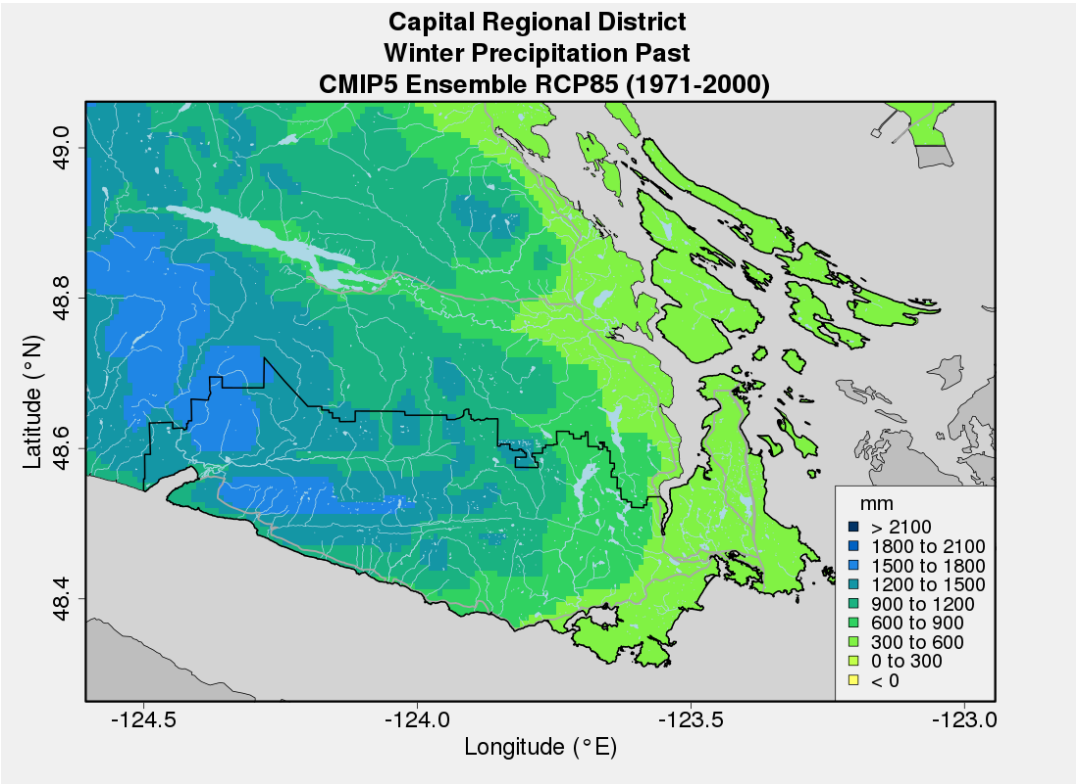 Capital Regional District
Winter Precipitation Past
CMIP5 Ensemble RCP85 (1971-2000)
49.0
48.8
48.6
48.4
Latitude (°N)
mm
> 2100
1800 to 2100
1500 to 1800
1200 to 1500
900 to 1200
600 to 900
300 to 600
0 to 300
< 0
-124.5
-124.0
-123.5
-123.0
Longitude (°E)